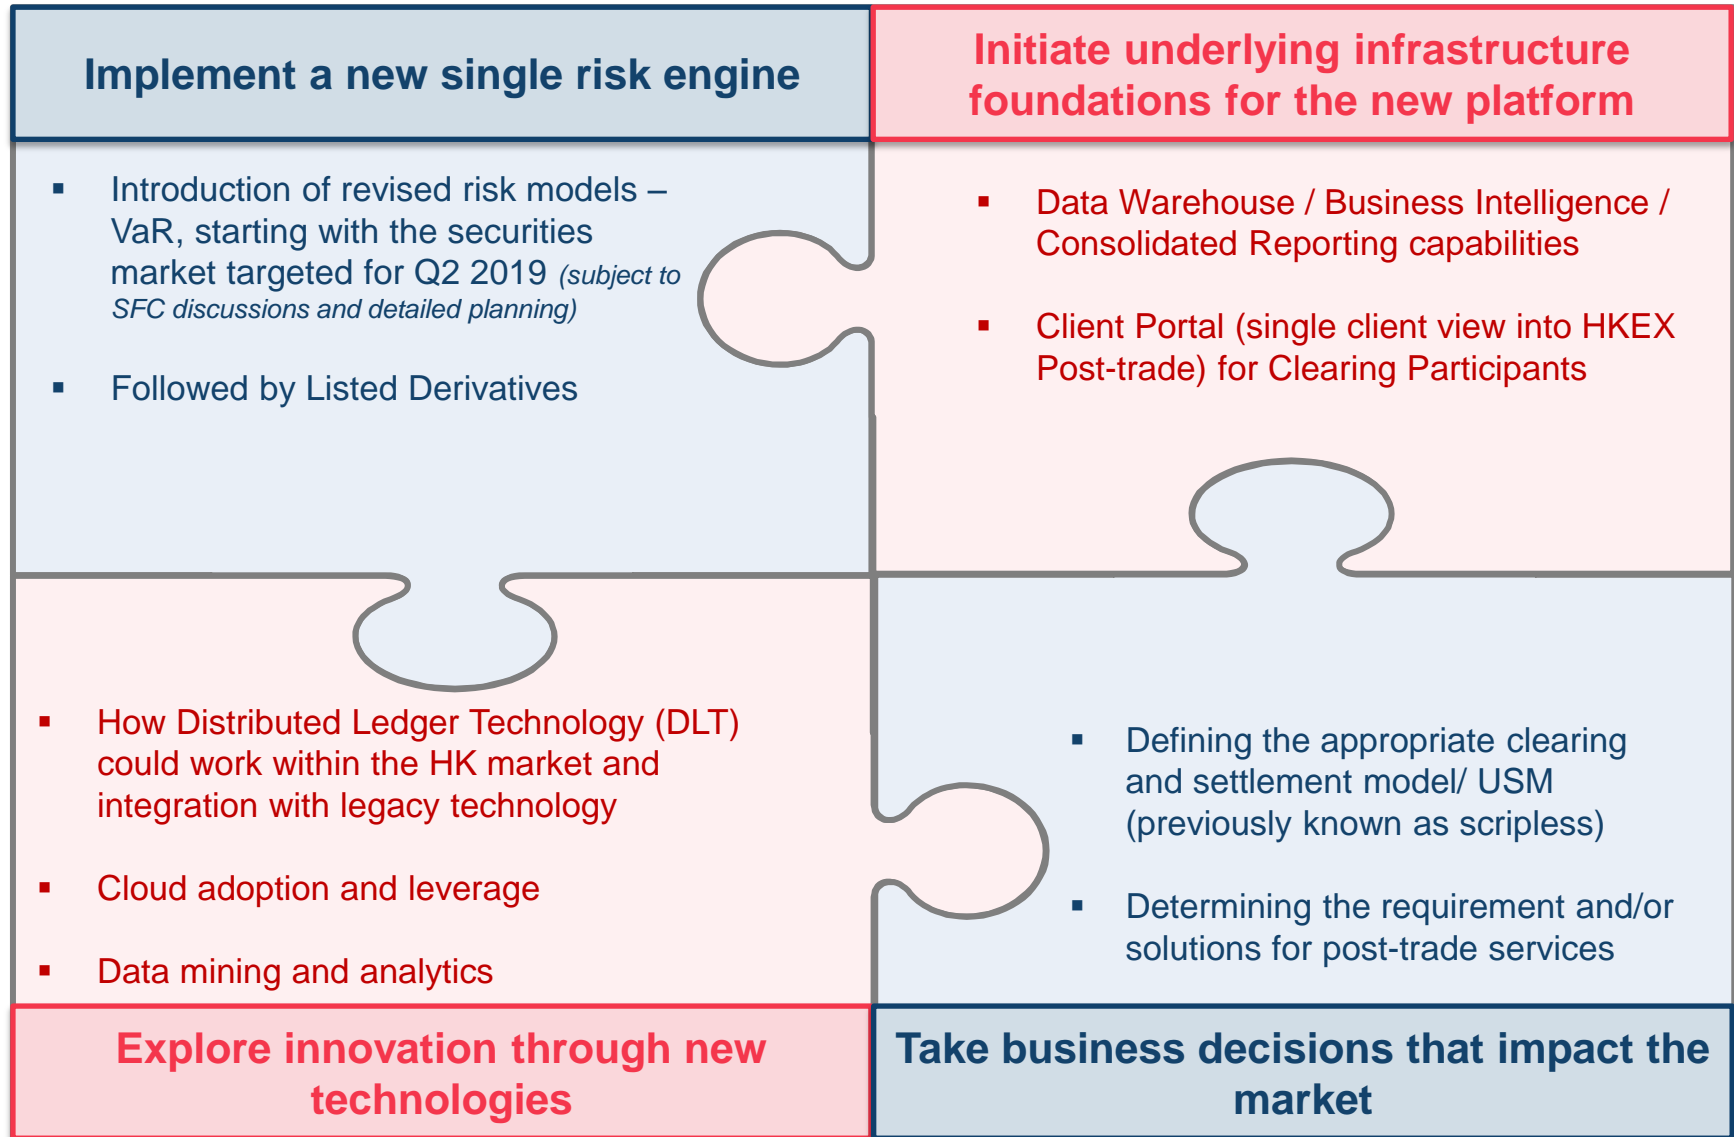 Implement a new single risk engine
▪ Introduction of revised risk models –
VaR, starting with the securities
market targeted for Q2 2019 (subject to
SFC discussions and detailed planning)
▪ Followed by Listed Derivatives
Initiate underlying infrastructure
foundations for the new platform
▪ Data Warehouse / Business Intelligence /
Consolidated Reporting capabilities
▪ Client Portal (single client view into HKEX
Post-trade) for Clearing Participants
▪ How Distributed Ledger Technology (DLT)
could work within the HK market and
integration with legacy technology
▪ Cloud adoption and leverage
▪ Data mining and analytics
Explore innovation through new
technologies
▪ Defining the appropriate clearing
and settlement model/ USM
(previously known as scripless)
▪ Determining the requirement and/or
solutions for post-trade services
Take business decisions that impact the
market